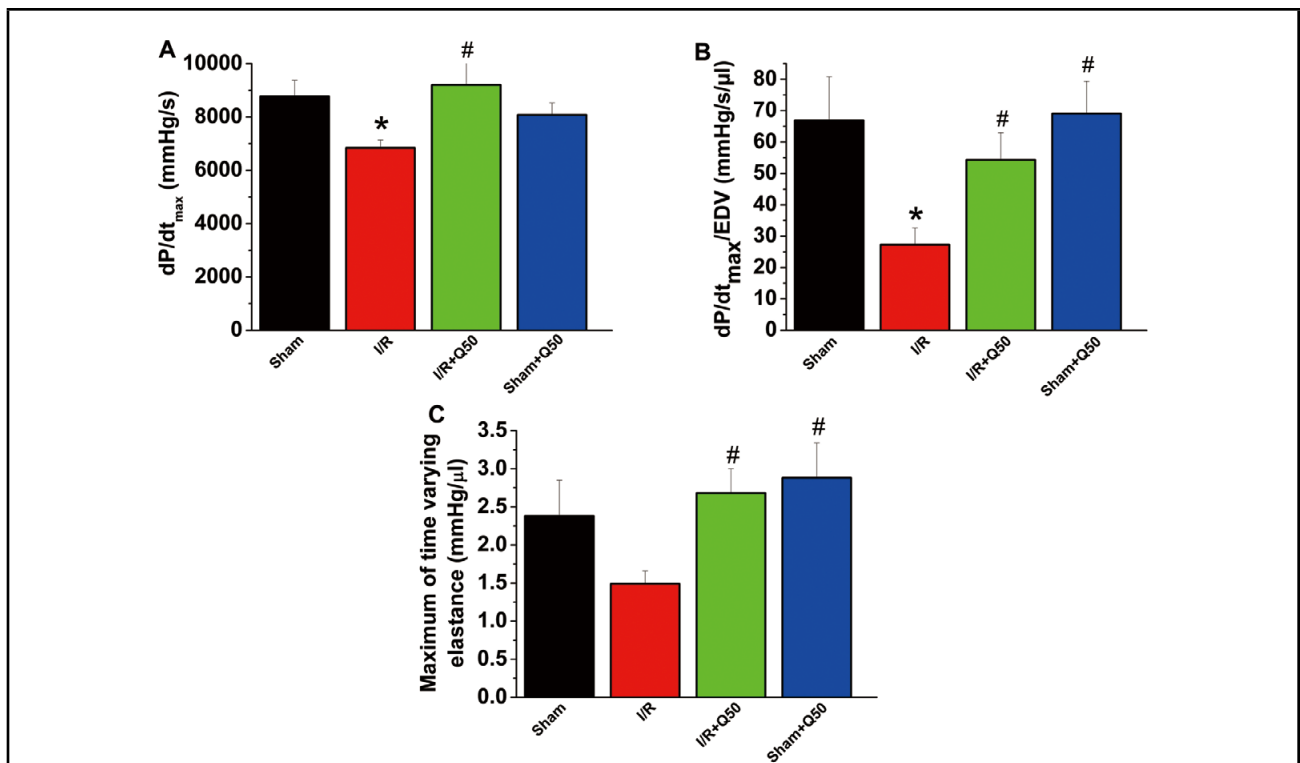 A
dP/dtmax (mmHg/s)
10000
8000
6000
4000
2000
0
#
*
Sham
I/R
I/R+Q50
Sham+Q50
B
dP/dtmax/EDV (mmHg/s/µl)
80
70
60
50
40
30
20
10
0
#
#
*
Sham
I/R
I/R+Q50
Sham+Q50
C
Maximum of time varying
elastance (mmHg/µl)
3.5
3.0
2.5
2.0
1.5
1.0
0.5
0.0
#
#
Sham
I/R
I/R+Q50
Sham+Q50